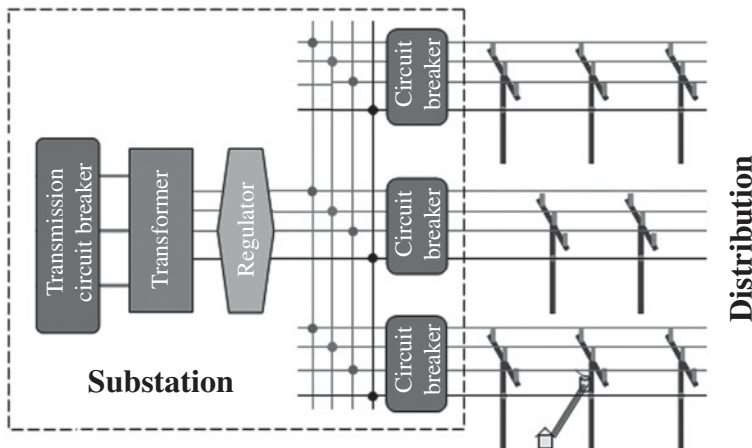 Transmission
circuit breaker
Transformer
Regulator
Circuit
breaker
Circuit
breaker
Circuit
breaker
Substation
Distribution